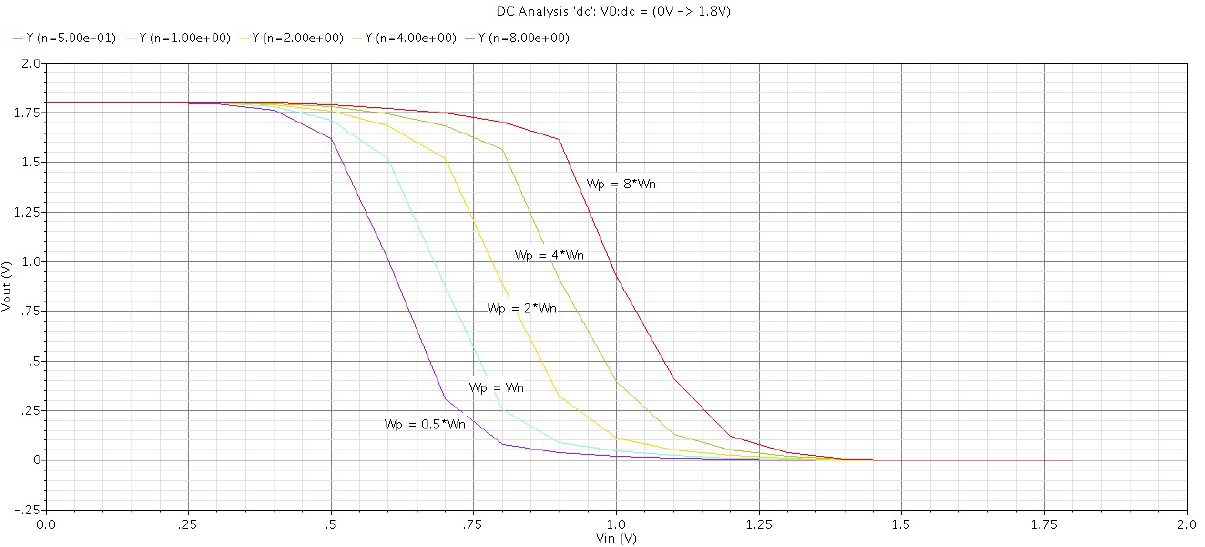 DC Analysis 'dc': V0:dc = (0V -> 1.8V)
Y (n=5.00e-01) Y (n=1.00e+00) Y (n=2.00e+00) Y (n=4.00e+00) Y (n=8.00e+00)
2.0
1.75
1.5
1.25
1.0
.75
.5
.25
0
-.25
Vout (V)
Wp = 8*Wn
Wp = 4*Wn
Wp = 2*Wn
Wp = Wn
Wp = 0.5*Wn
0.0 .25 .5 .75 1.0 1.25 1.5 1.75 2.0
Vin (V)